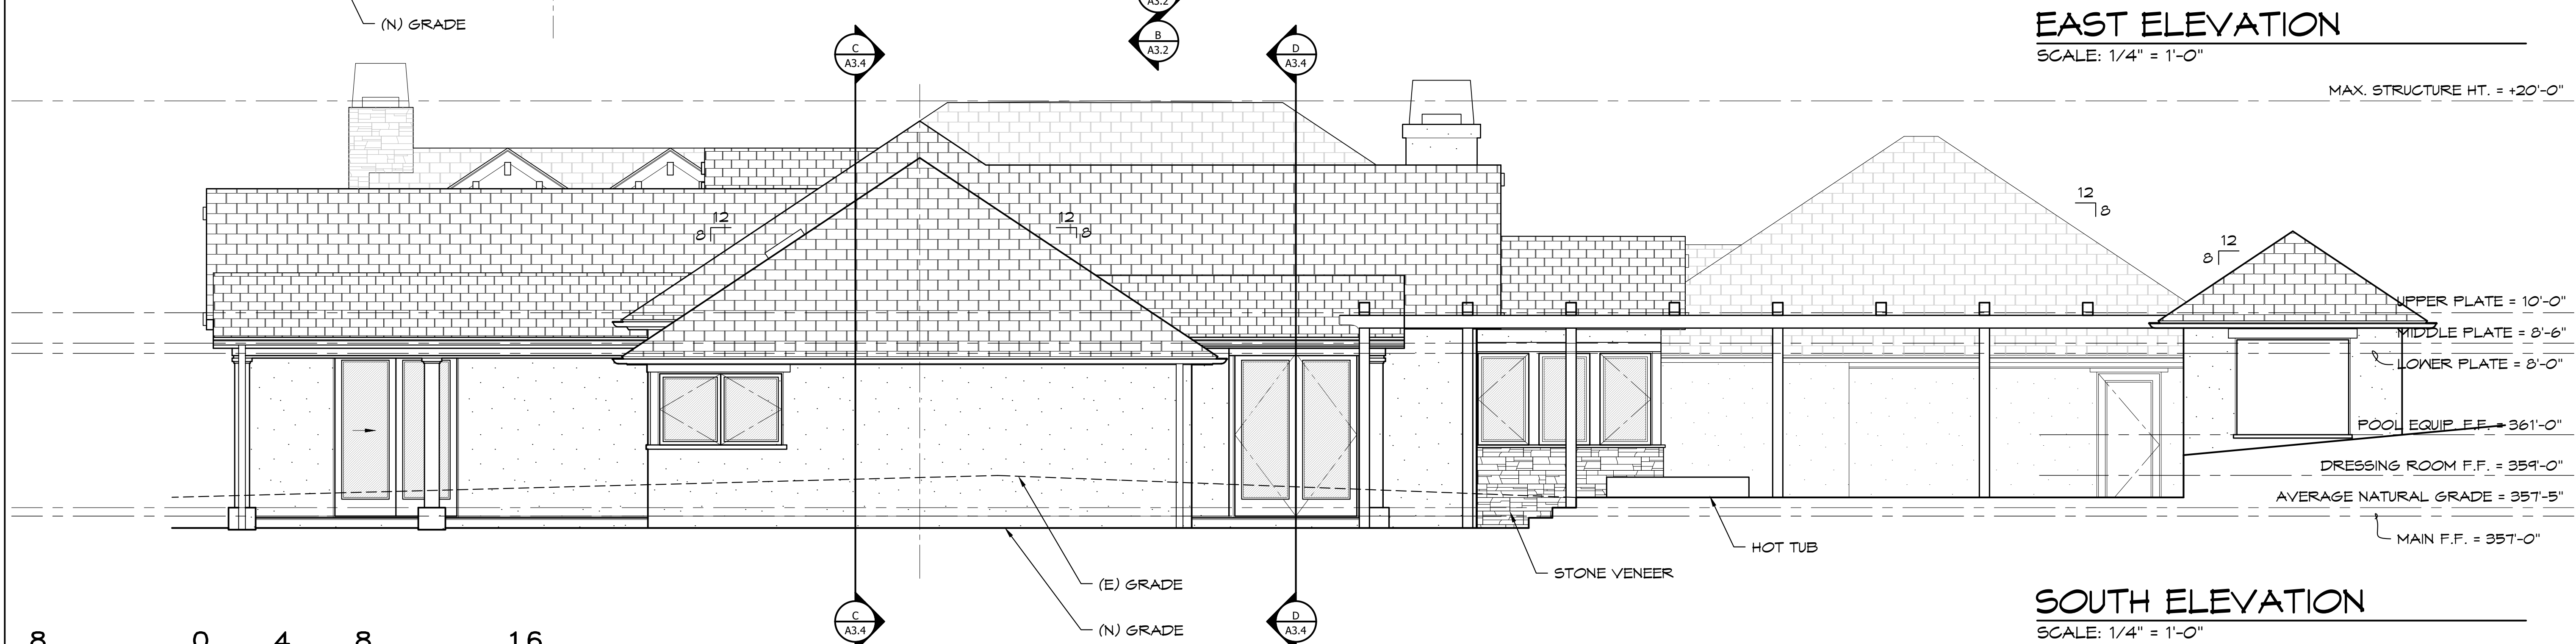 (N) GRADE
A3.2
B
A3.2
EAST ELEVATION
SCALE: 1/4" = 1'-0"
C
A3.4
D
A3.4
MAX. STRUCTURE HT. = +20'-0"
12
8
12
8
12
8
12
8
UPPER PLATE = 10'-0"
MIDDLE PLATE = 8'-6"
LOWER PLATE = 8'-0"
POOL EQUIP. F.F. = 361'-0"
DRESSING ROOM F.F. = 359'-0"
AVERAGE NATURAL GRADE = 357'-5"
MAIN F.F. = 357'-0"
HOT TUB
STONE VENEER
(E) GRADE
(N) GRADE
C
A3.4
D
A3.4
SOUTH ELEVATION
SCALE: 1/4" = 1'-0"
8 0 4 8 16